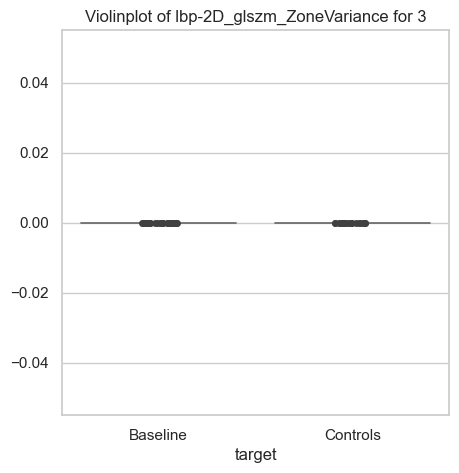 Violinplot of lbp-2D_glszm_ZoneVariance for 3
0.04
0.02
0.00
−0.02
−0.04
Baseline
Controls
target